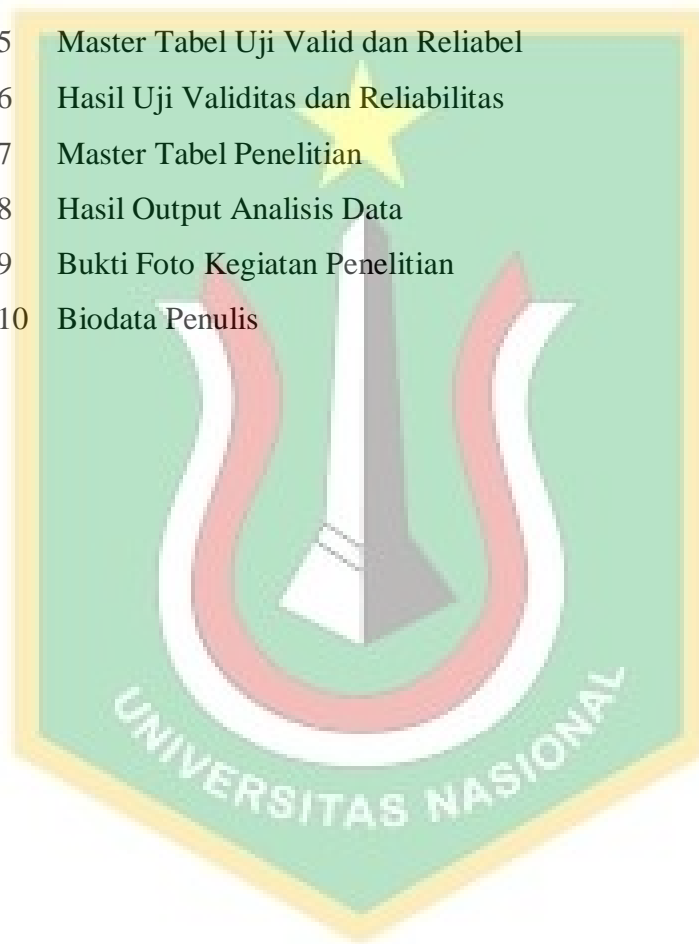 5 Master Tabel Uji Valid dan Reliabel
6 Hasil Uji Validitas dan Reliabilitas
7 Master Tabel Penelitian
8 Hasil Output Analisis Data
9 Bukti Foto Kegiatan Penelitian
10 Biodata Penulis
UNIVERSITAS NASIONAL